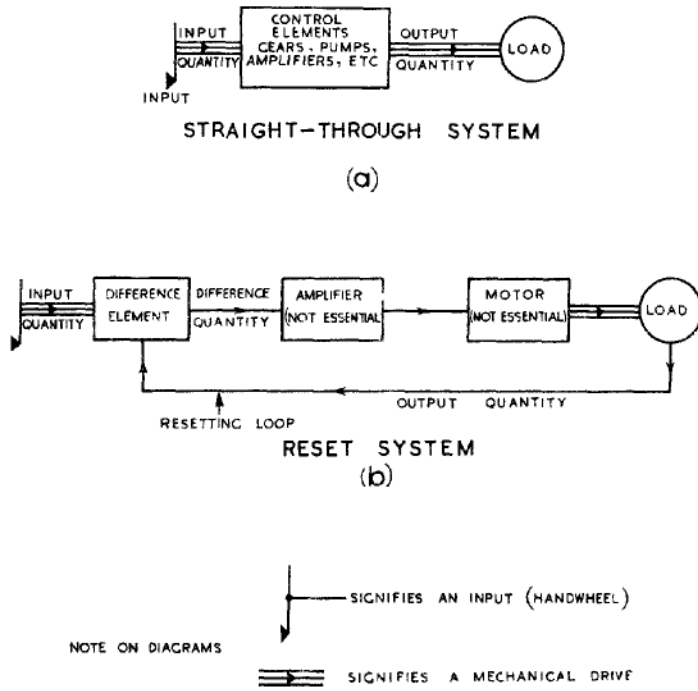 CONTROL
ELEMENTS
GEARS, PUMPS,
AMPLIFIERS, ETC
INPUT
QUANTITY
OUTPUT
QUANTITY
LOAD
INPUT
STRAIGHT-THROUGH SYSTEM
(a)
INPUT
QUANTITY
DIFFERENCE
ELEMENT
DIFFERENCE
QUANTITY
AMPLIFIER
(NOT ESSENTIAL
MOTOR
(NOT ESSENTIAL)
LOAD
OUTPUT QUANTITY
RESETTING LOOP
RESET SYSTEM
(b)
SIGNIFIES AN INPUT (HANDWHEEL)
NOTE ON DIAGRAMS
SIGNIFIES A MECHANICAL DRIVE